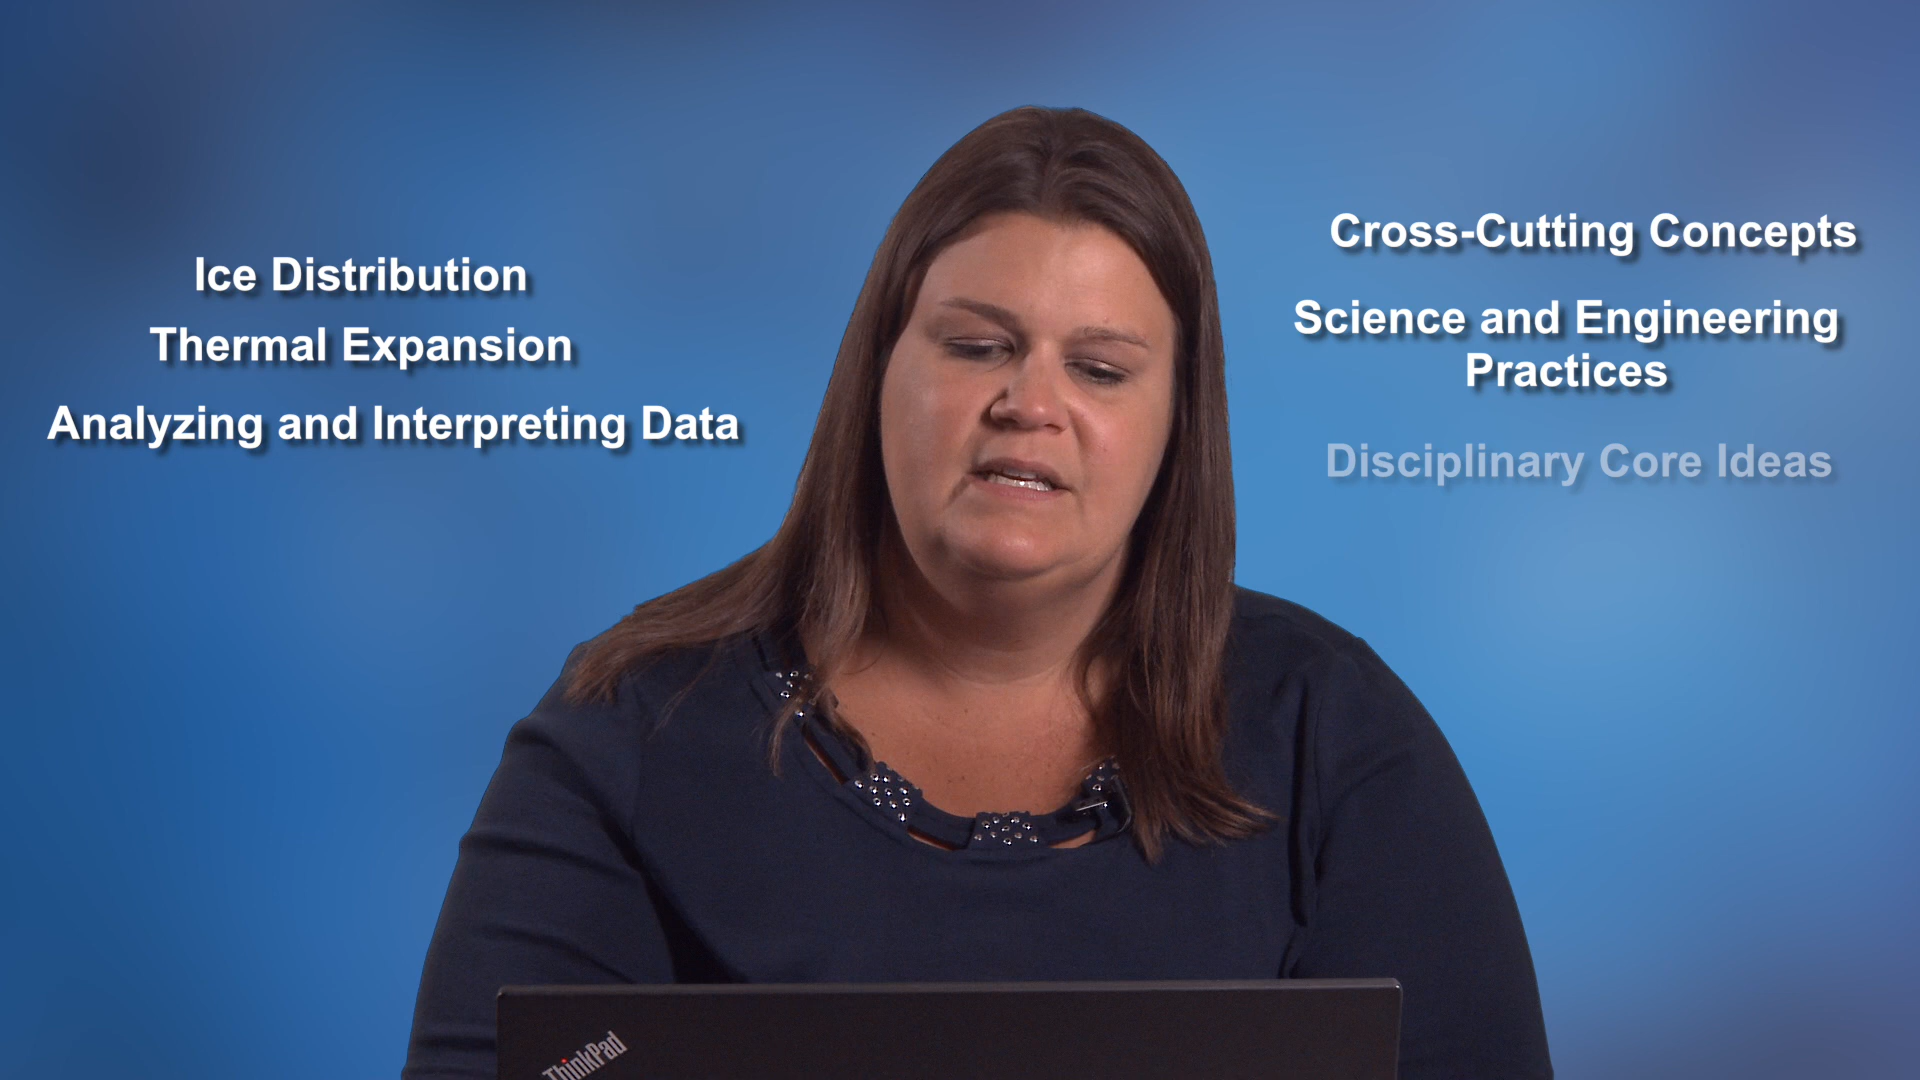 Ice Distribution
Thermal Expansion
Analyzing and Interpreting Data
Cross-Cutting Concepts
Science and Engineering
Practices
Disciplinary Core Ideas
ThinkPad